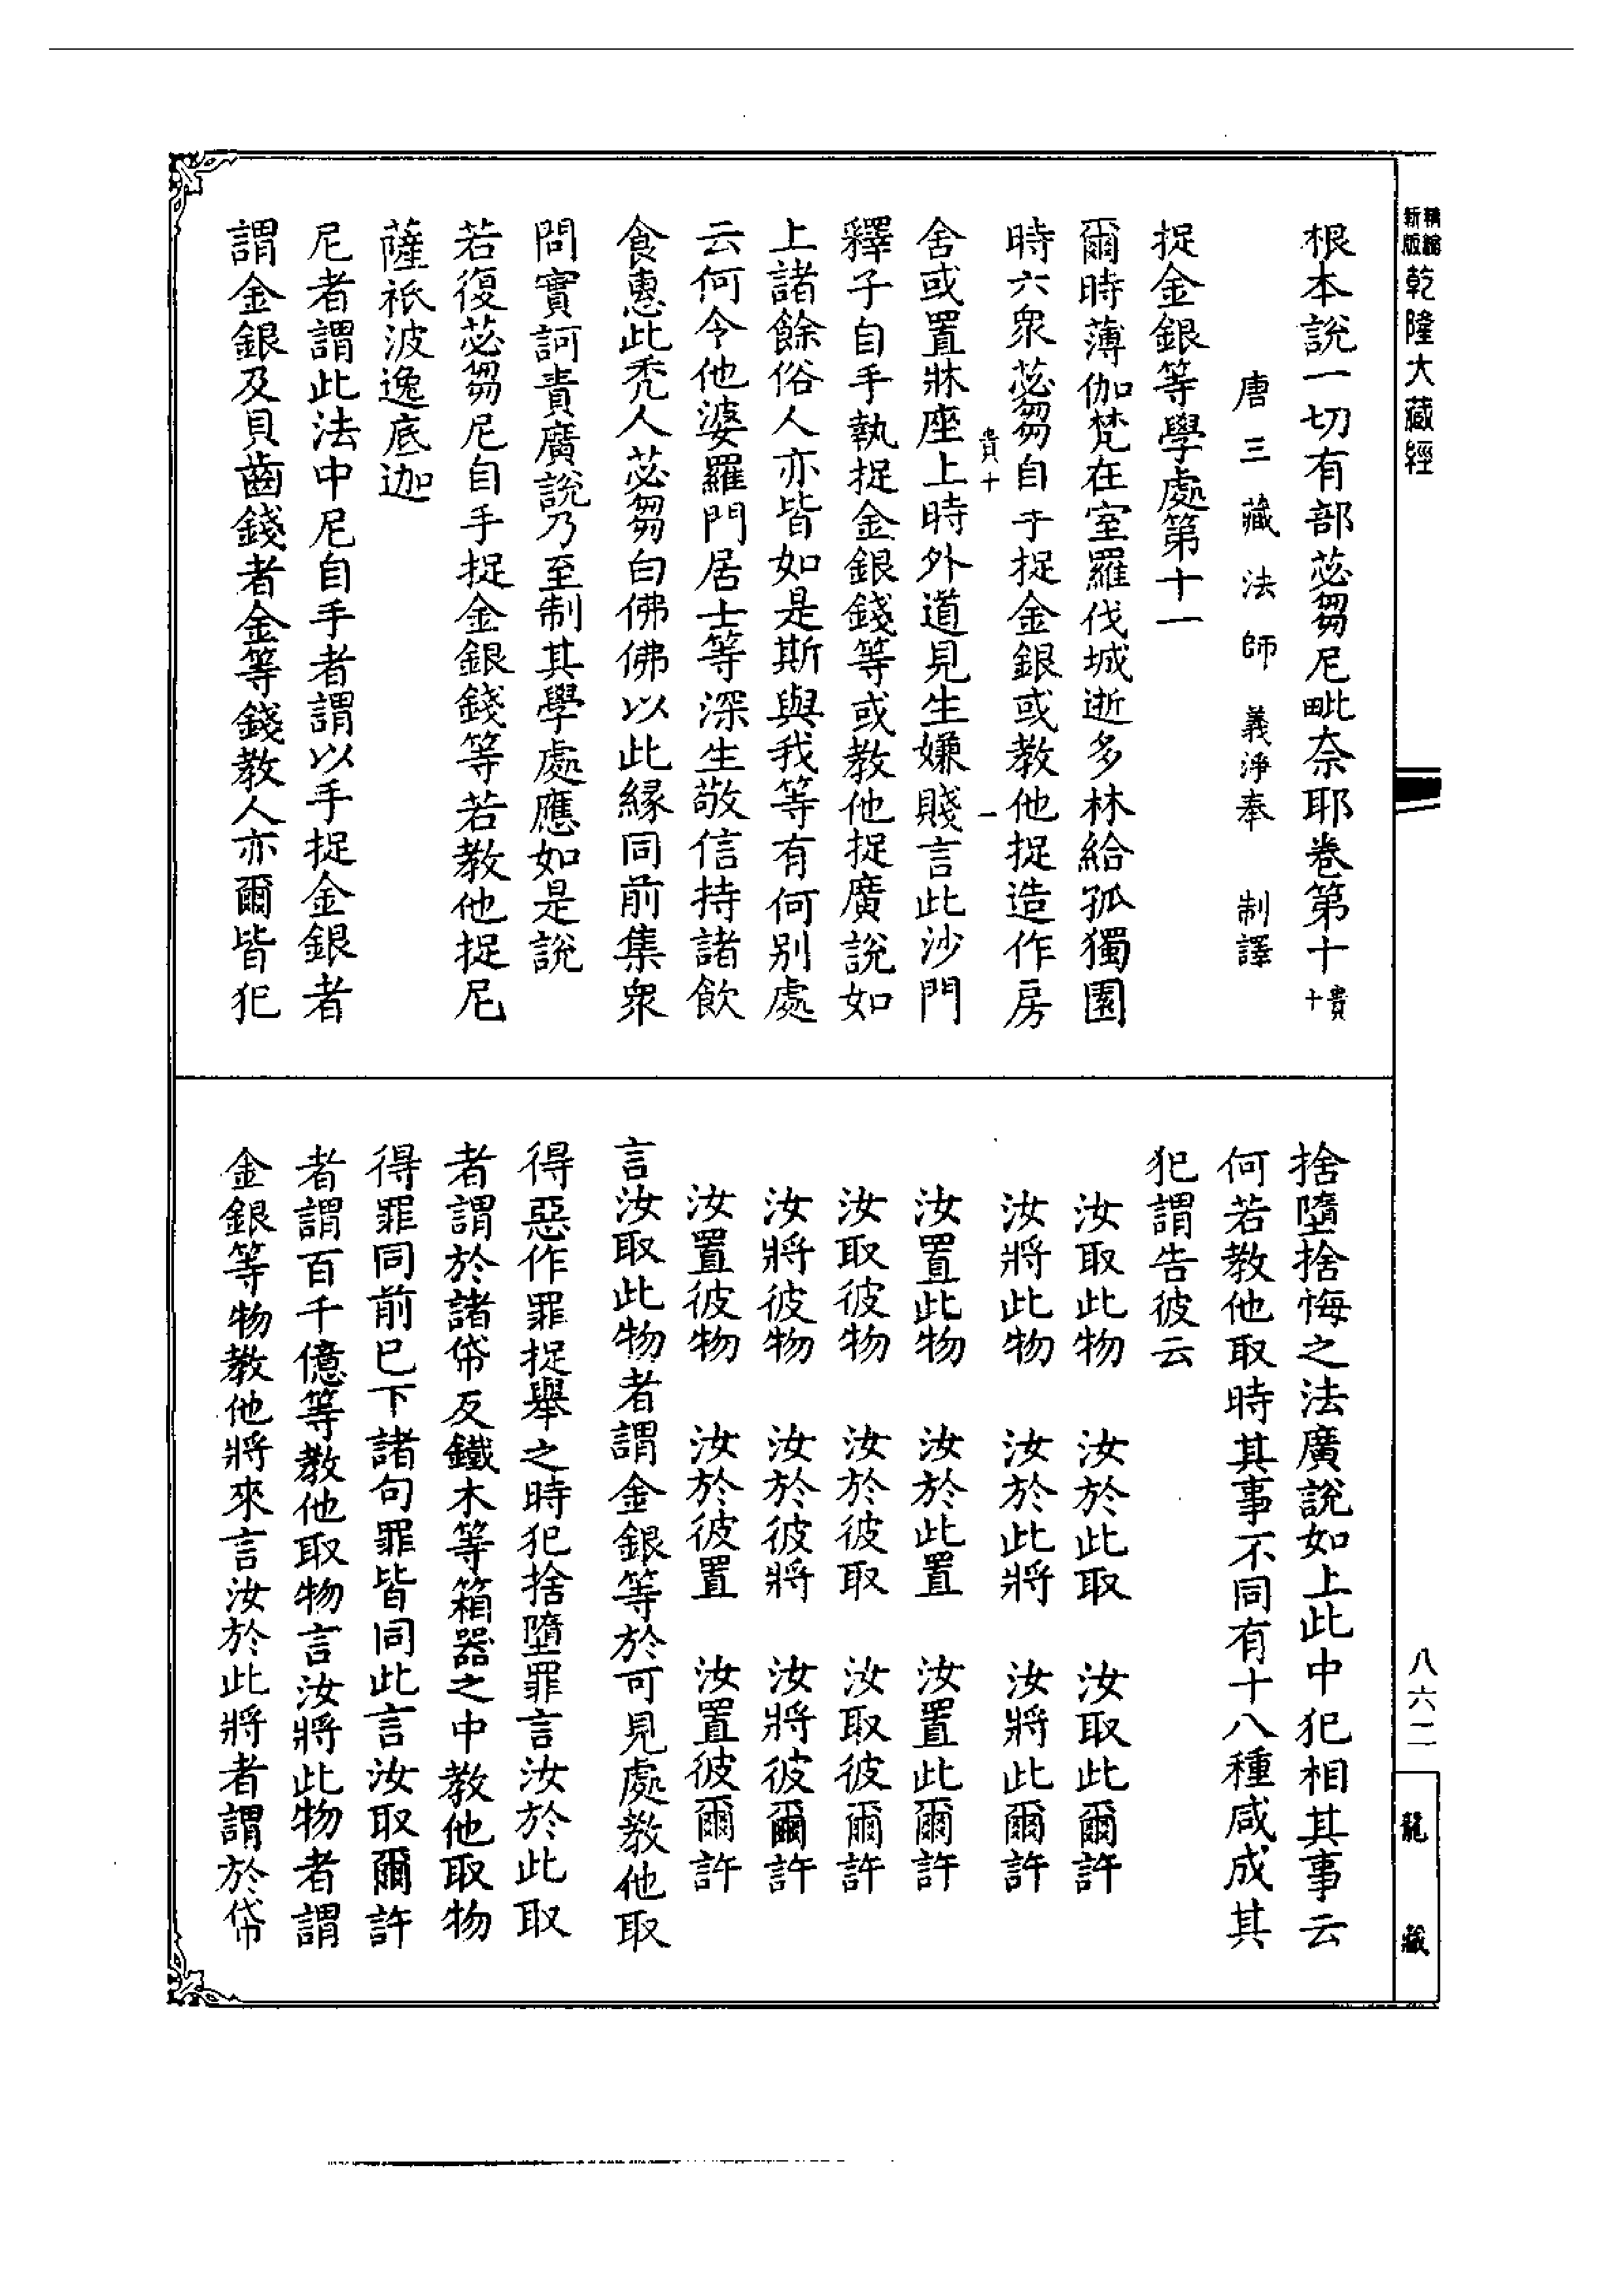 精縮新版乾隆大藏經
八六二
龍藏
根本說一切有部苾芻尼毗奈耶卷第十 貴十
唐三藏法師義淨奉 制譯
捉金銀等學處第十一
爾時薄伽梵在室羅伐城逝多林給孤獨園
時六衆苾芻自手捉金銀或教他捉造作房
貴十 一
舍或置牀座上時外道見生嫌賤言此沙門
釋子自手執捉金銀錢等或教他捉廣說如
上諸餘俗人亦皆如是斯與我等有何別處
云何令他婆羅門居士等深生敬信持諸飲
食惠此禿人苾芻白佛佛以此緣同前集衆
問實訶責廣說乃至制其學處應如是說
若復苾芻尼自手捉金銀錢等若教他捉尼
薩祇波逸底迦
尼者謂此法中尼自手者謂以手捉金銀者
謂金銀及貝齒錢者金等錢教人亦爾皆犯
捨墮捨悔之法廣說如上此中犯相其事云
何若教他取時其事不同有十八種咸成其
犯謂告彼云
汝取此物 汝於此取 汝取此爾許
汝將此物 汝於此將 汝將此爾許
汝置此物 汝於此置 汝置此爾許
汝取彼物 汝於彼取 汝取彼爾許
汝將彼物 汝於彼將 汝將彼爾許
汝置彼物 汝於彼置 汝置彼爾許
言汝取此物者謂金銀等於可見處教他取
得惡作罪捉舉之時犯捨墮罪言汝於此取
者謂於諸帒及鐵木等箱器之中教他取物
得罪同前已下諸句罪皆同此言汝取爾許
者謂百千億等教他取物言汝將此物者謂
金銀等物教他將來言汝於此將者謂於帒